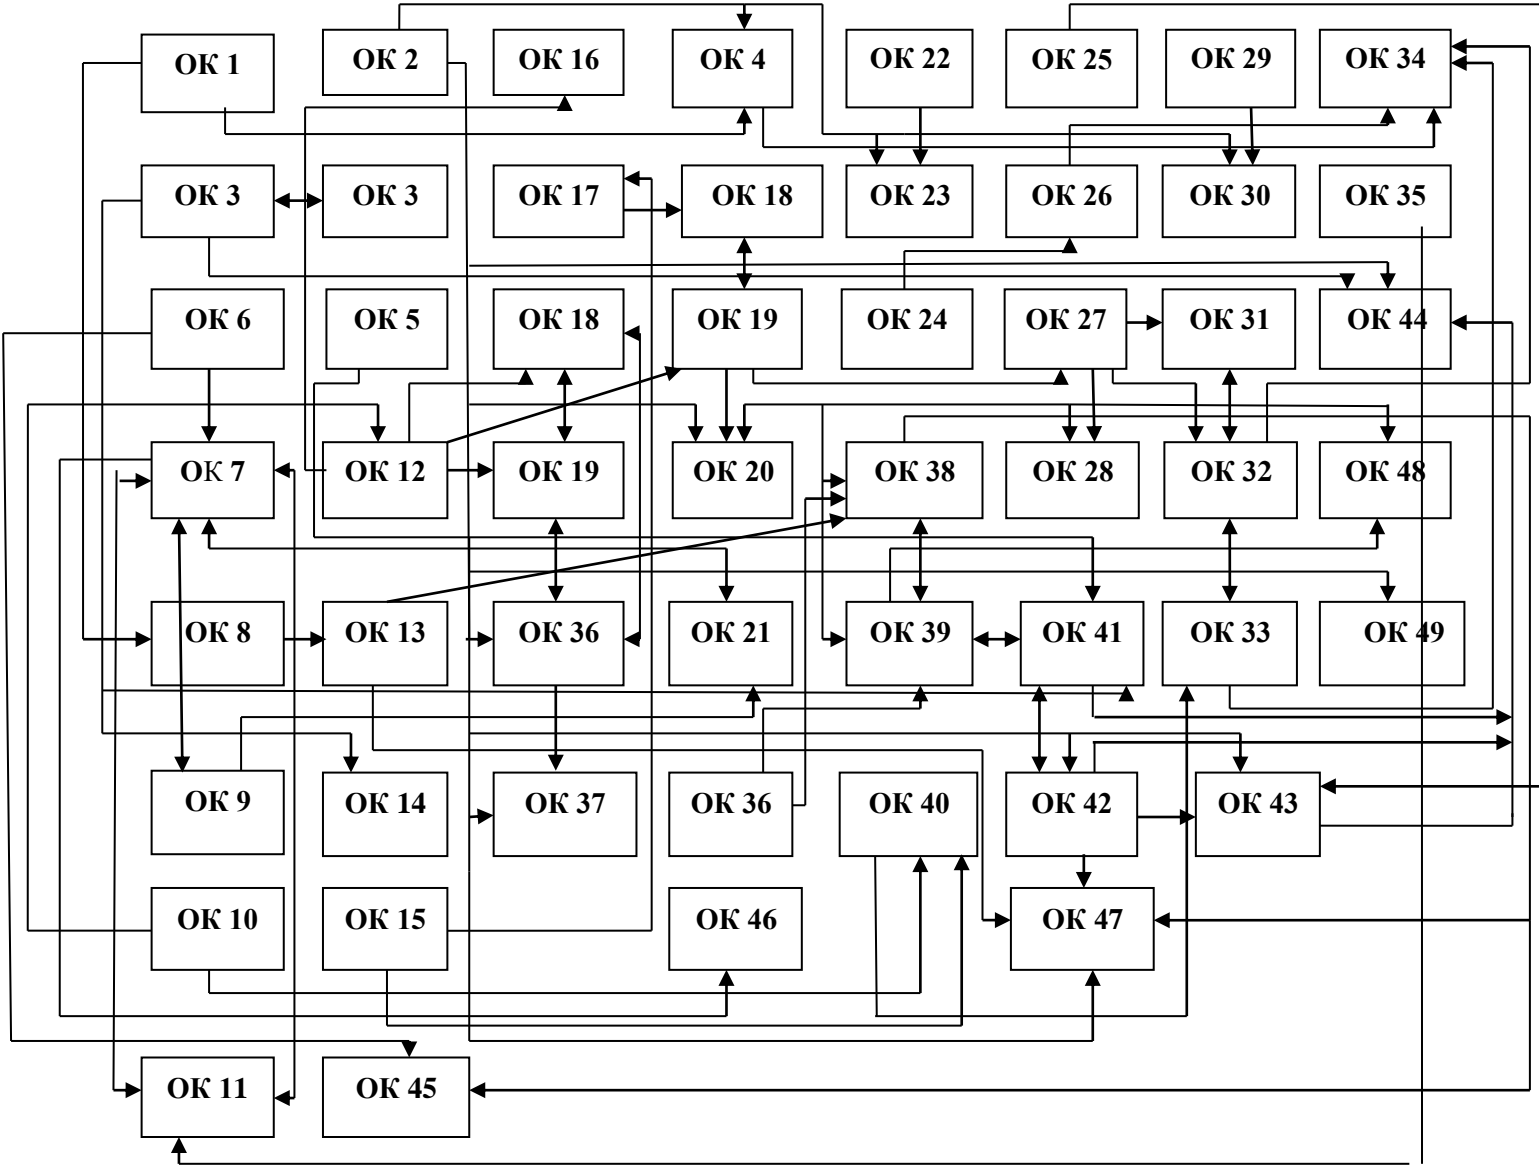 ОК 1
ОК 2
ОК 16
ОК 4
ОК 22
ОК 25
ОК 29
ОК 34
ОК 3
ОК 3
ОК 17
ОК 18
ОК 23
ОК 26
ОК 30
ОК 35
ОК 6
ОК 5
ОК 18
ОК 19
ОК 24
ОК 27
ОК 31
ОК 44
ОК 7
ОК 12
ОК 19
ОК 20
ОК 38
ОК 28
ОК 32
ОК 48
ОК 8
ОК 13
ОК 36
ОК 21
ОК 39
ОК 41
ОК 33
ОК 49
ОК 9
ОК 14
ОК 37
ОК 36
ОК 40
ОК 42
ОК 43
ОК 10
ОК 15
ОК 46
ОК 47
ОК 11
ОК 45